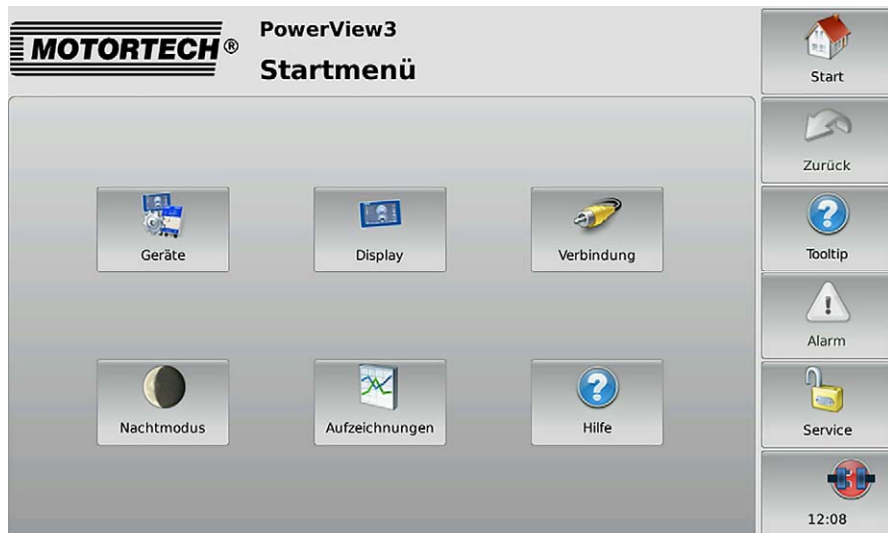 MOTORTECH®
PowerView3
Startmenü
Geräte
Display
Verbindung
Nachtmodus
Aufzeichnungen
Hilfe
Start
Zurück
Tooltip
Alarm
Service
12:08